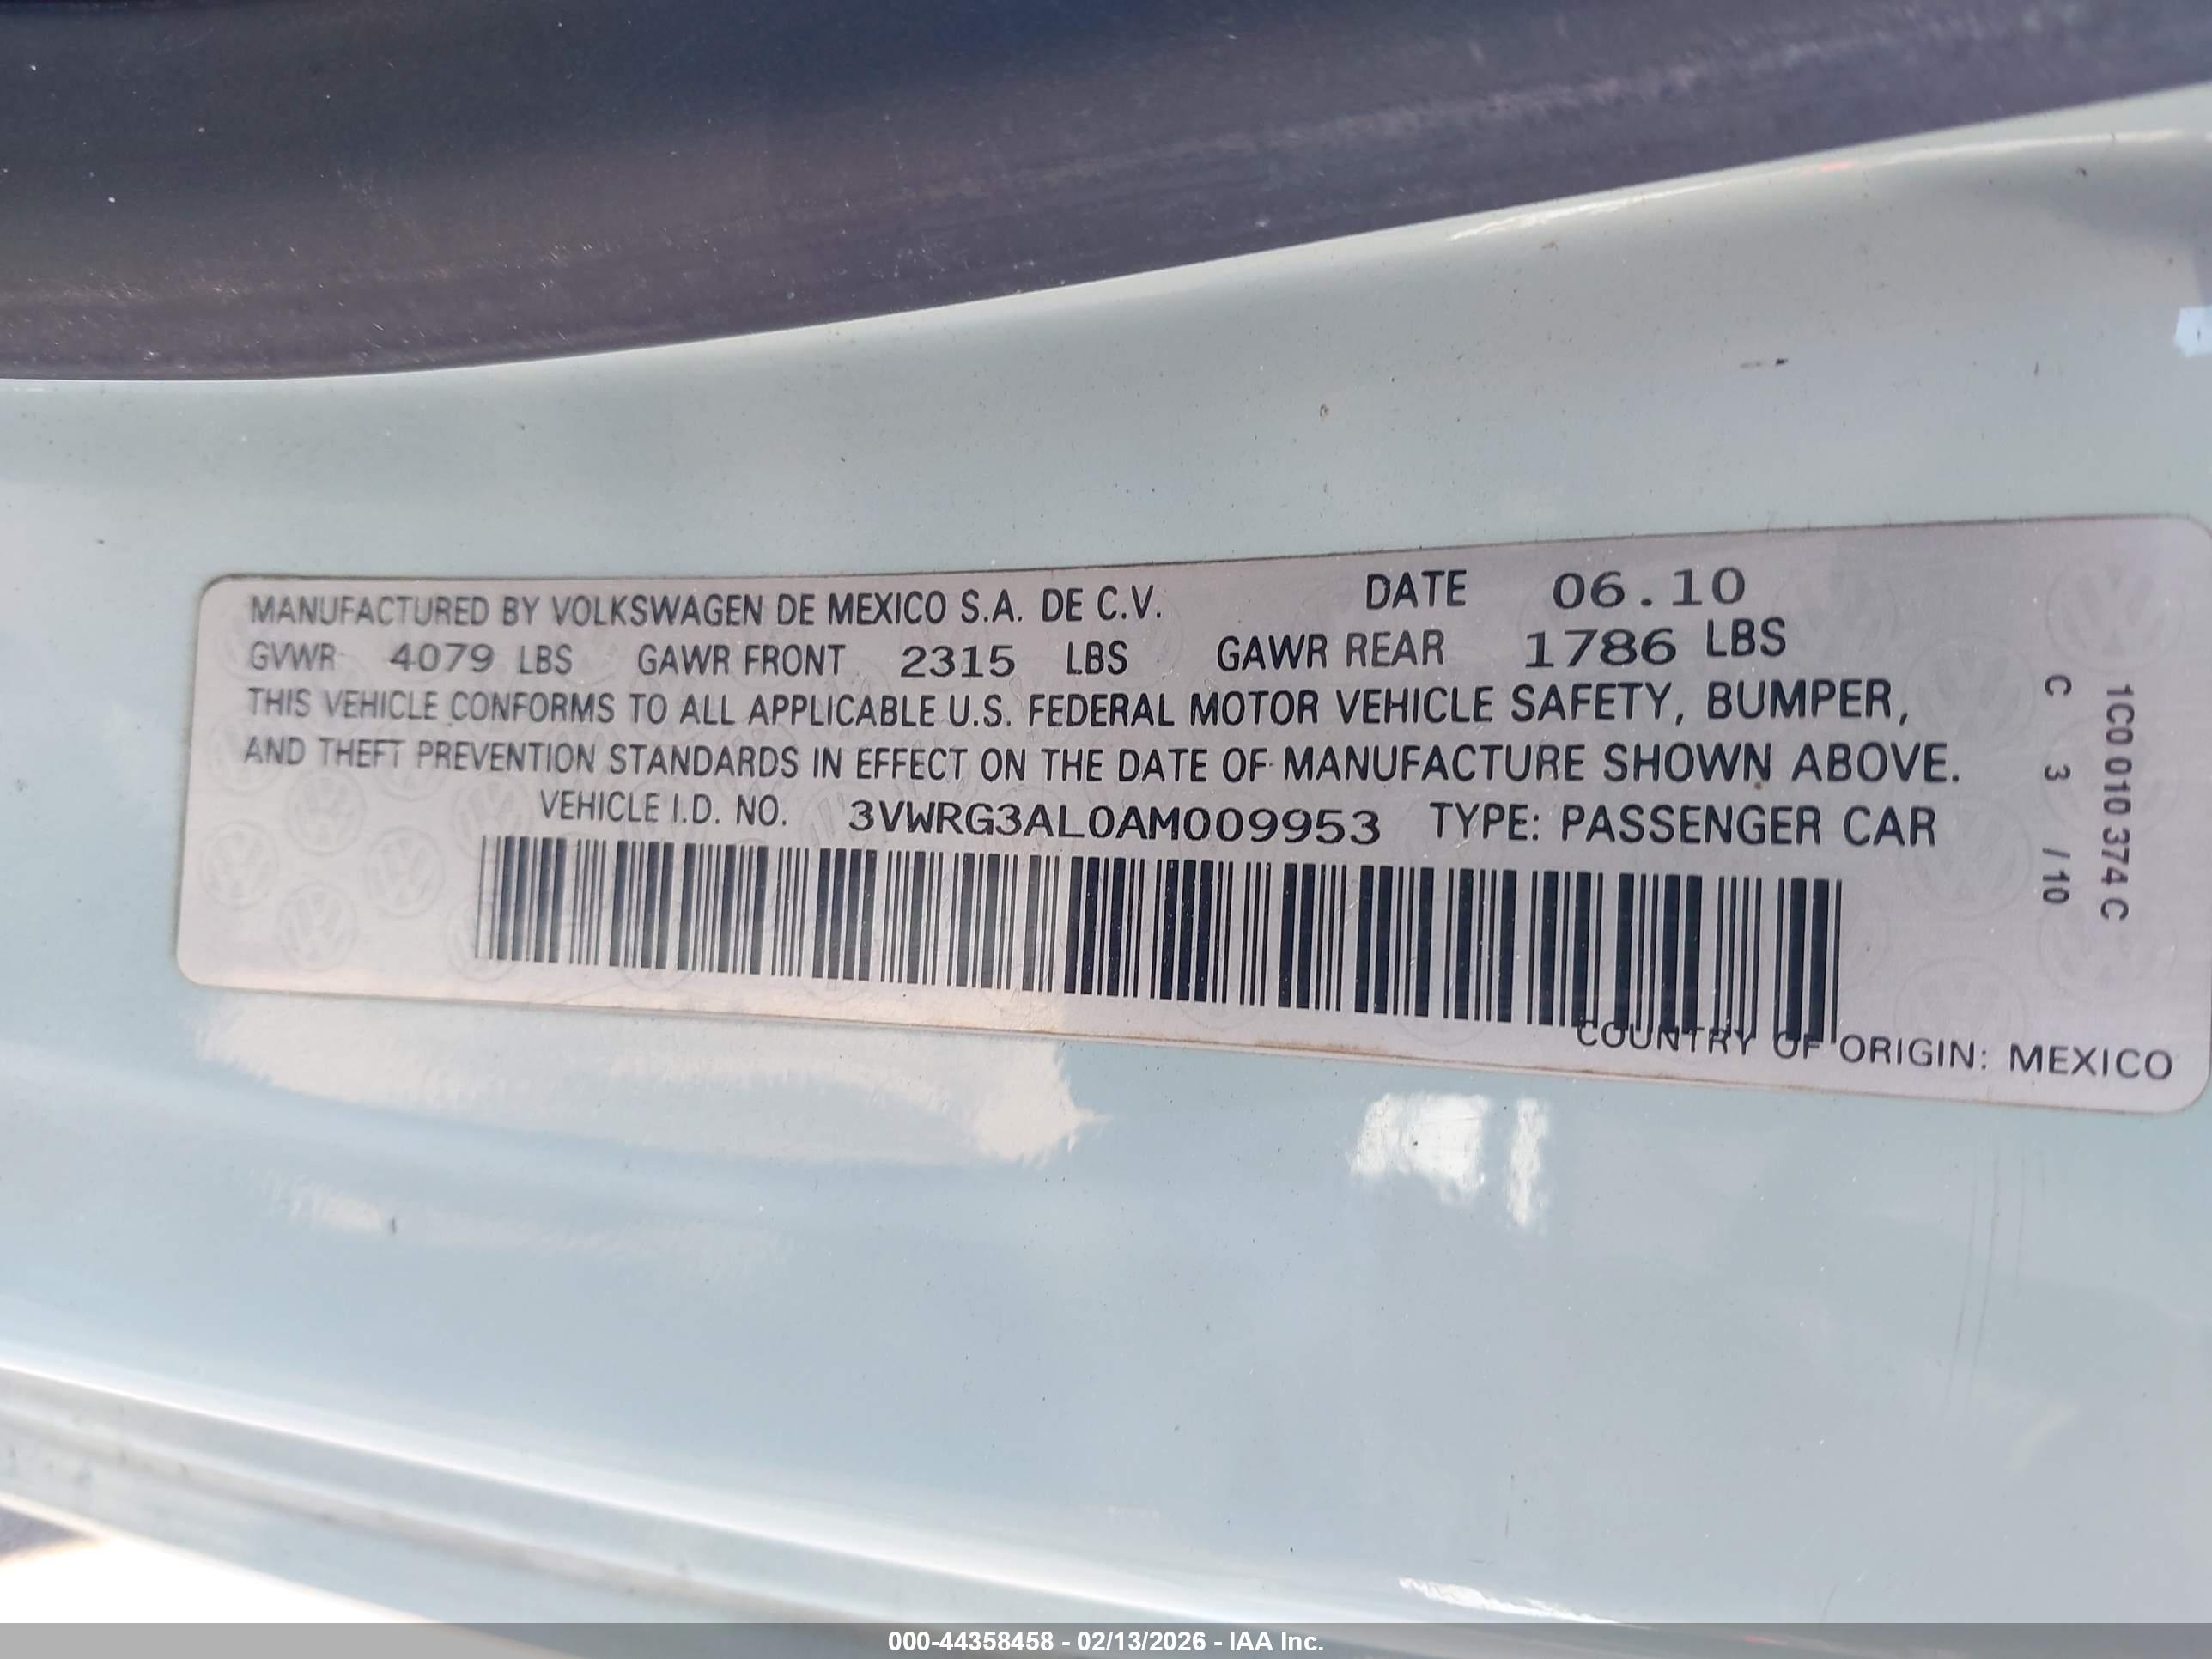 MANUFACTURED BY VOLKSWAGEN DE MEXICO S.A. DE C.V. DATE 06.10
GVWR 4079 LBS GAWR FRONT 2315 LBS GAWR REAR 1786 LBS
THIS VEHICLE CONFORMS TO ALL APPLICABLE U.S. FEDERAL MOTOR VEHICLE SAFETY, BUMPER,
AND THEFT PREVENTION STANDARDS IN EFFECT ON THE DATE OF MANUFACTURE SHOWN ABOVE.
VEHICLE I.D. NO. 3VWRG3AL0AM009953 TYPE: PASSENGER CAR
COUNTRY OF ORIGIN: MEXICO
C 3 /10
1C0 010 374 C
000-44358458 - 02/13/2026 - IAA Inc.